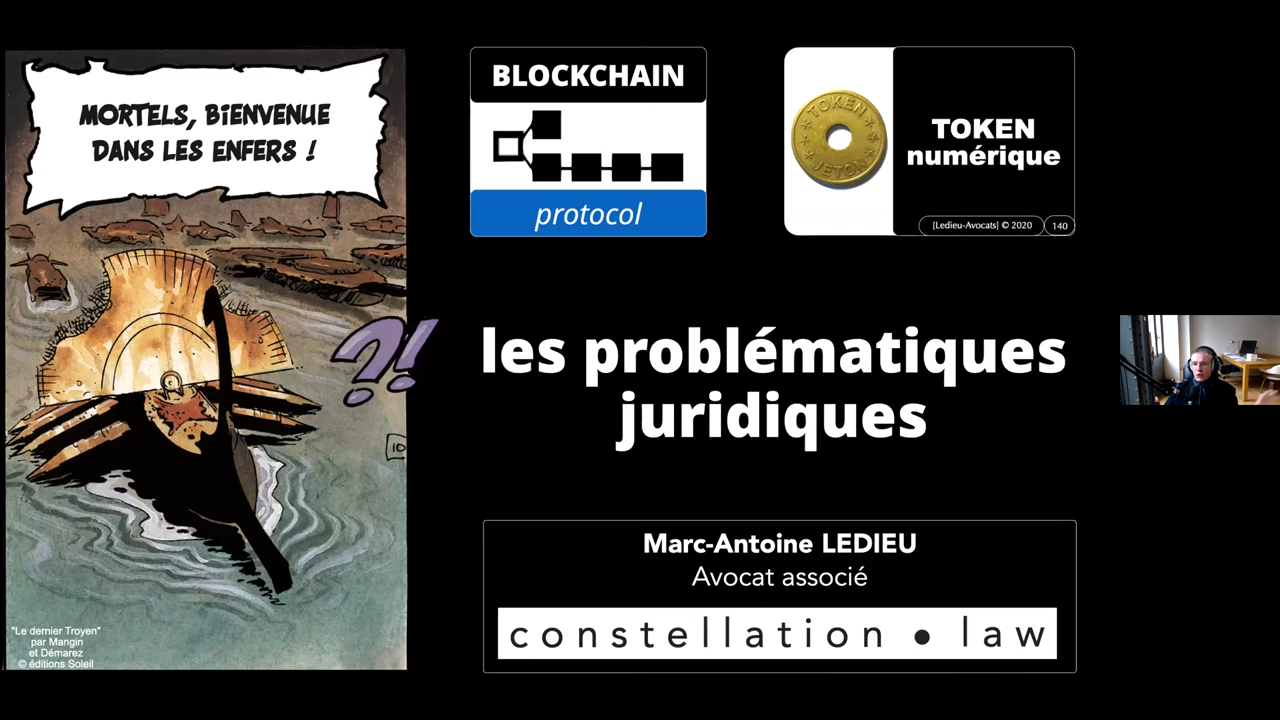 MORTELS, BIENVENUE
DANS LES ENFERS !
?!
10
"Le dernier Troyen"
par Mangin
et Démarez
© éditions Soleil
BLOCKCHAIN
protocol
TOKEN
JETON
TOKEN
numérique
[Ledieu-Avocats] © 2020
140
les problématiques
juridiques
Marc-Antoine LEDIEU
Avocat associé
constellation • law